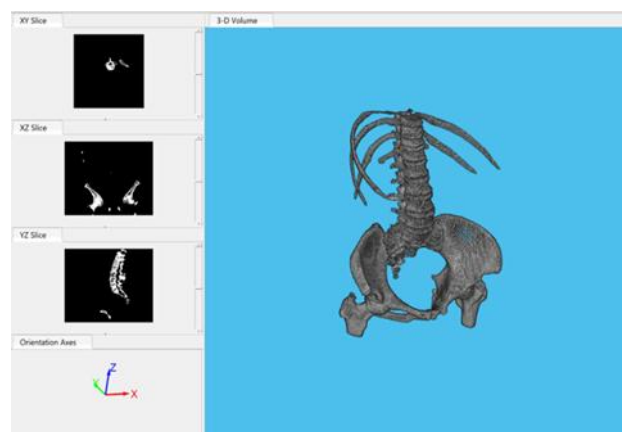 XY Slice
3-D Volume
XZ Slice
YZ Slice
Orientation Axes
Z
Y
X